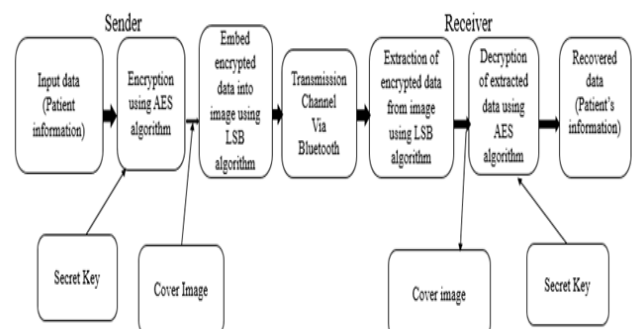 Sender
Receiver
Input data
(Patient
information)
Encryption
using AES
algorithm
Embed
encrypted
data into
image using
LSB
algorithm
Transmission
Channel
Via
Bluetooth
Extraction of
encrypted data
from image
using LSB
algorithm
Decryption
of extracted
data using
AES
algorithm
Recovered
data
(Patient's
information)
Secret Key
Cover Image
Cover image
Secret Key